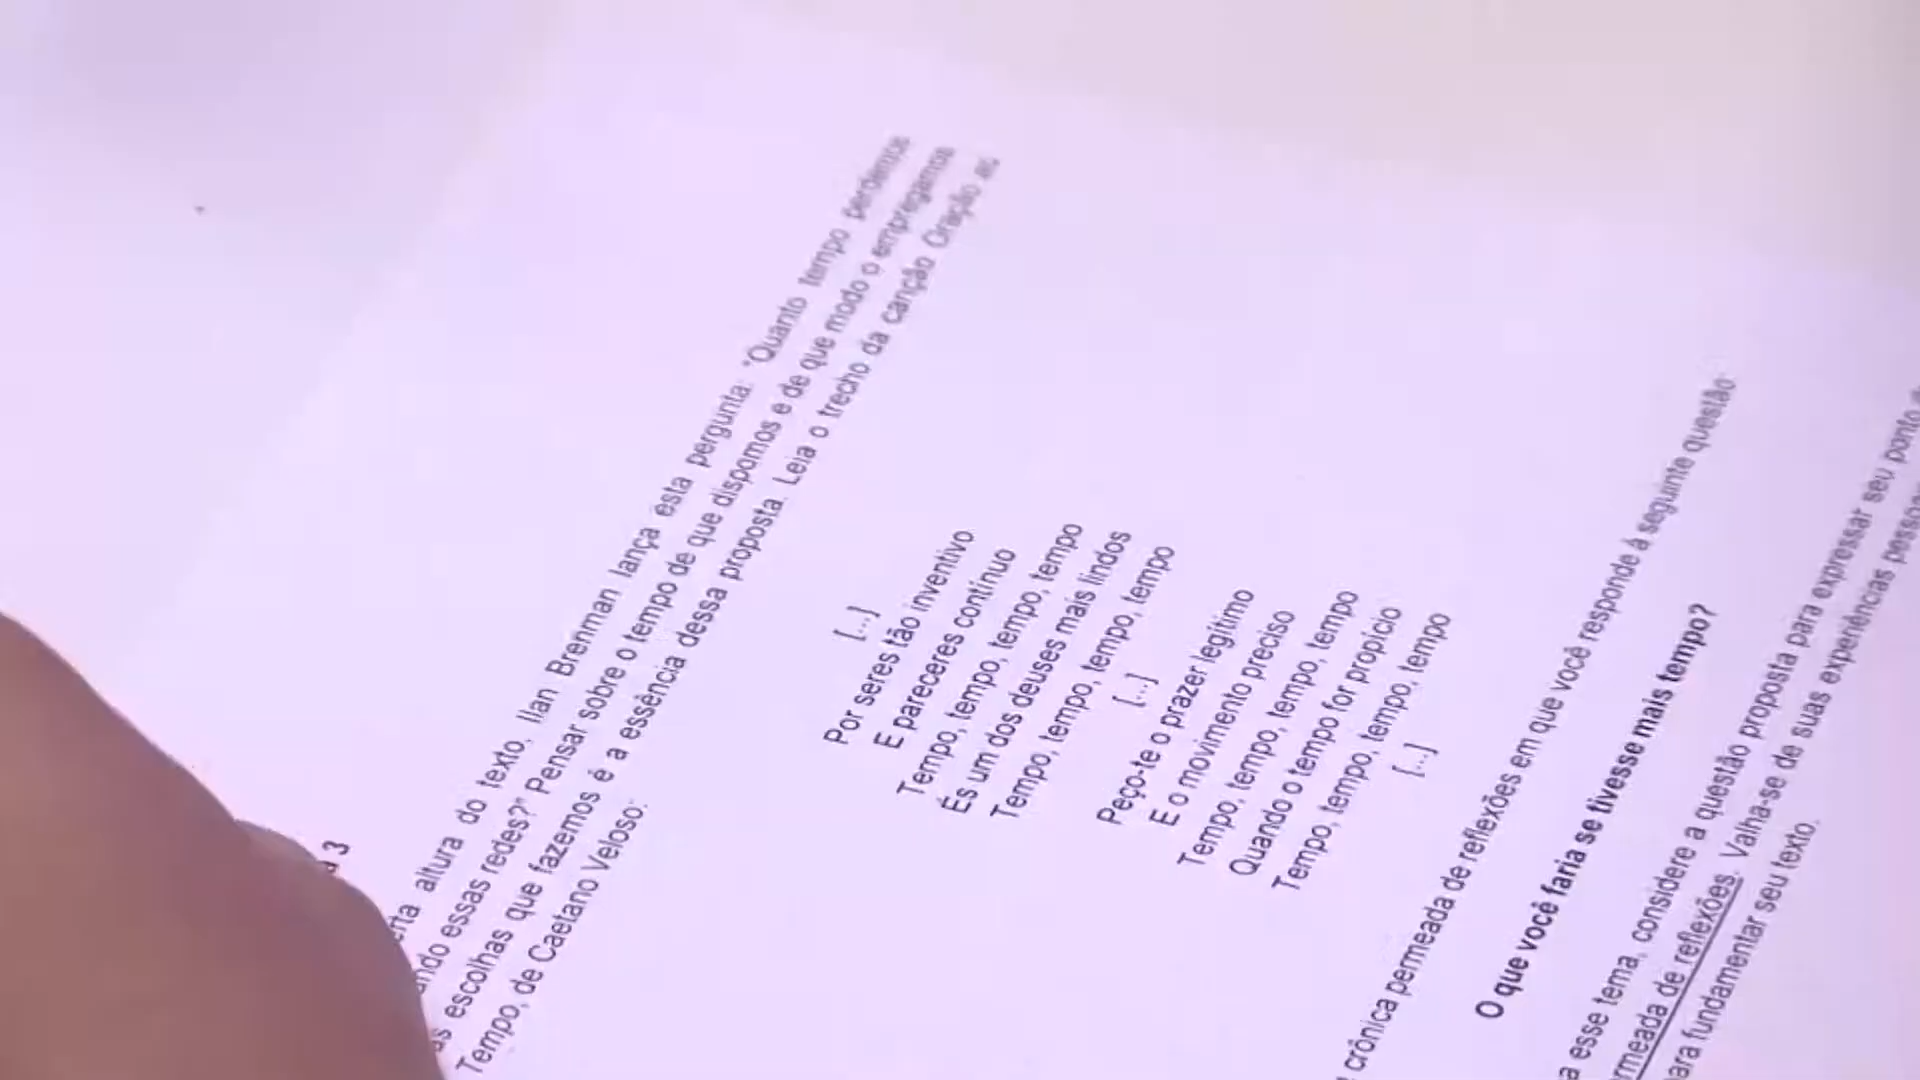 a 3
erta altura do texto, Ilan Brenman lança esta pergunta: “Quanto tempo perdemos
ando essas redes?” Pensar sobre o tempo de que dispomos e de que modo o empregamos
as escolhas que fazemos é a essência dessa proposta. Leia o trecho da canção Oração ao
Tempo, de Caetano Veloso:
[...]
Por seres tão inventivo
E pareceres contínuo
Tempo, tempo, tempo, tempo
És um dos deuses mais lindos
Tempo, tempo, tempo, tempo
[...]
Peço-te o prazer legítimo
E o movimento preciso
Tempo, tempo, tempo, tempo
Quando o tempo for propício
Tempo, tempo, tempo, tempo
[...]
crônica permeada de reflexões em que você responde à seguinte questão:
O que você faria se tivesse mais tempo?
a esse tema, considere a questão proposta para expressar seu ponto
rmeada de reflexões. Valha-se de suas experiências
ara fundamentar seu texto.